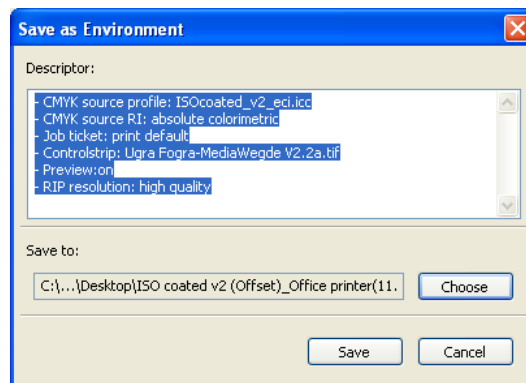 Save as Environment
Descriptor:
- CMYK source profile: ISOcoated_v2_eci.icc
- CMYK source RI: absolute colorimetric
- Job ticket: print default
- Controlstrip: Ugra Fogra-MediaWegde V2.2a.tif
- Preview:on
- RIP resolution: high quality
Save to:
C:\...\Desktop\ISO coated v2 (Offset)_Office printer(11. Choose
Save Cancel